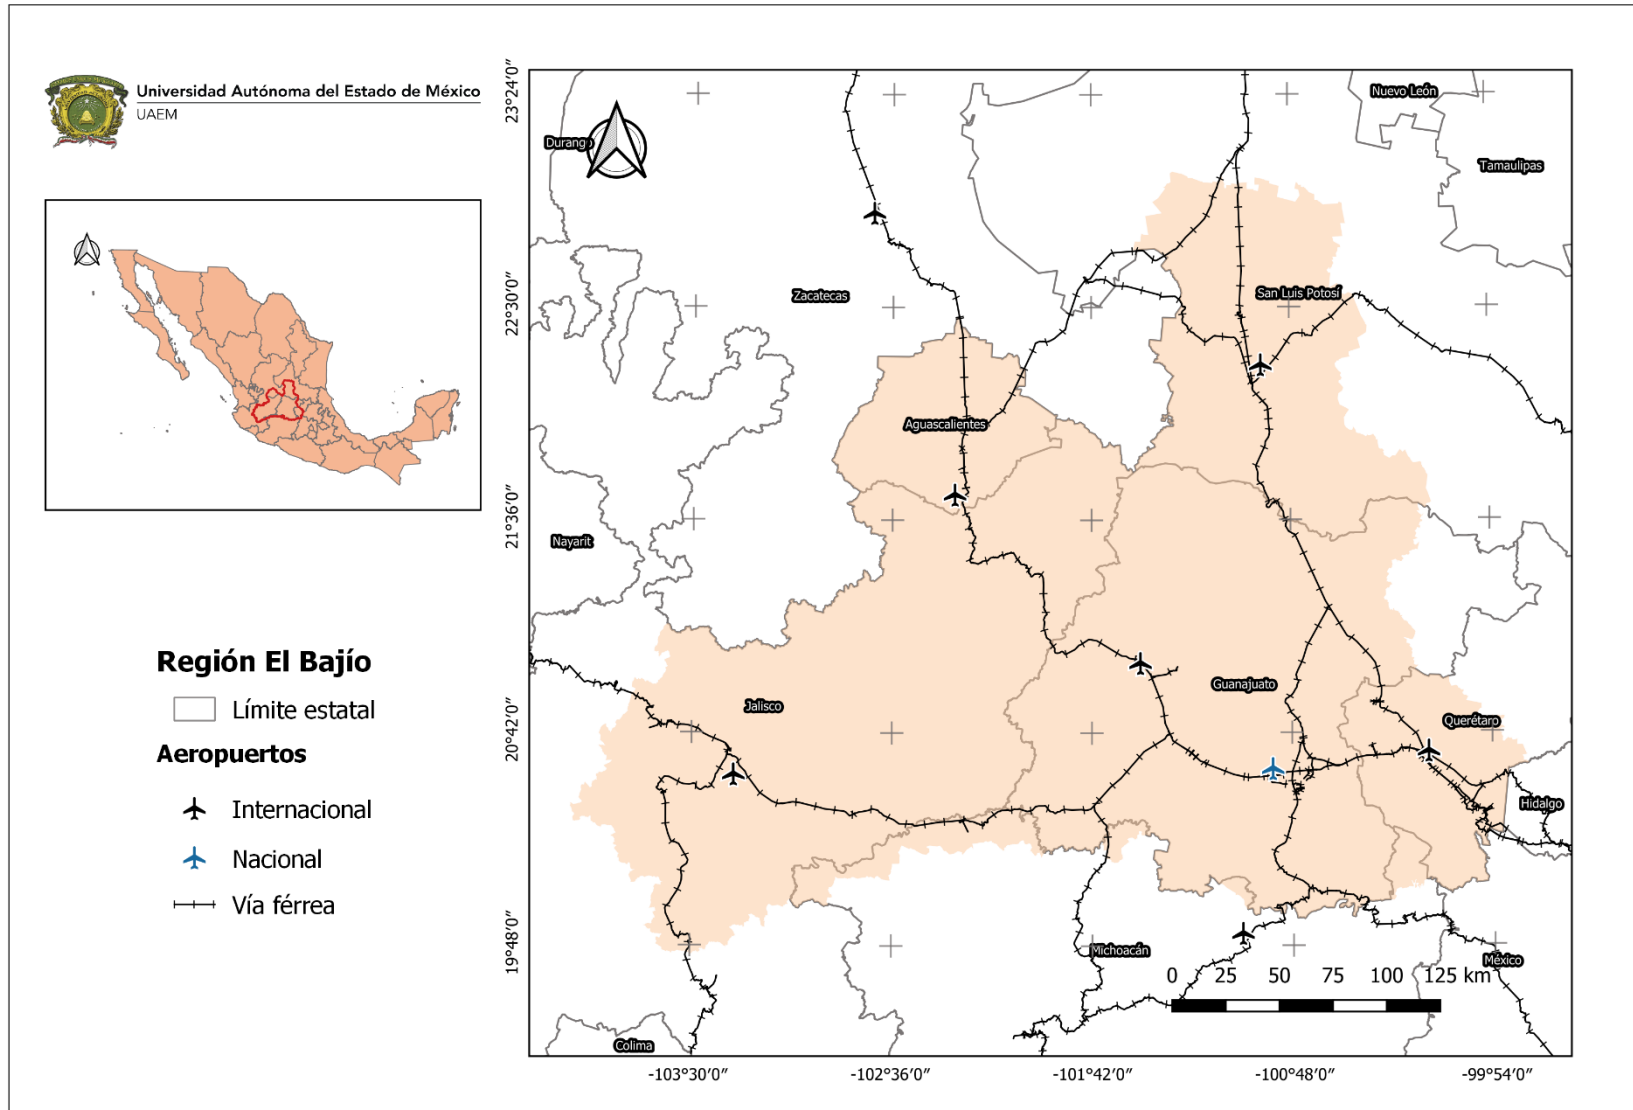 Universidad Autónoma del Estado de México
UAEM
Región El Bajío
Límite estatal
Aeropuertos
Internacional
Nacional
Vía férrea
23°24'0"
22°30'0"
21°36'0"
20°42'0"
19°48'0"
Nuevo León
Durango
Tamaulipas
Zacatecas
San Luis Potosí
Aguascalientes
Nayarit
Guanajuato
Jalisco
Querétaro
Hidalgo
Michoacán
México
0 25 50 75 100 125 km
Colima
-103°30'0" -102°36'0" -101°42'0" -100°48'0" -99°54'0"